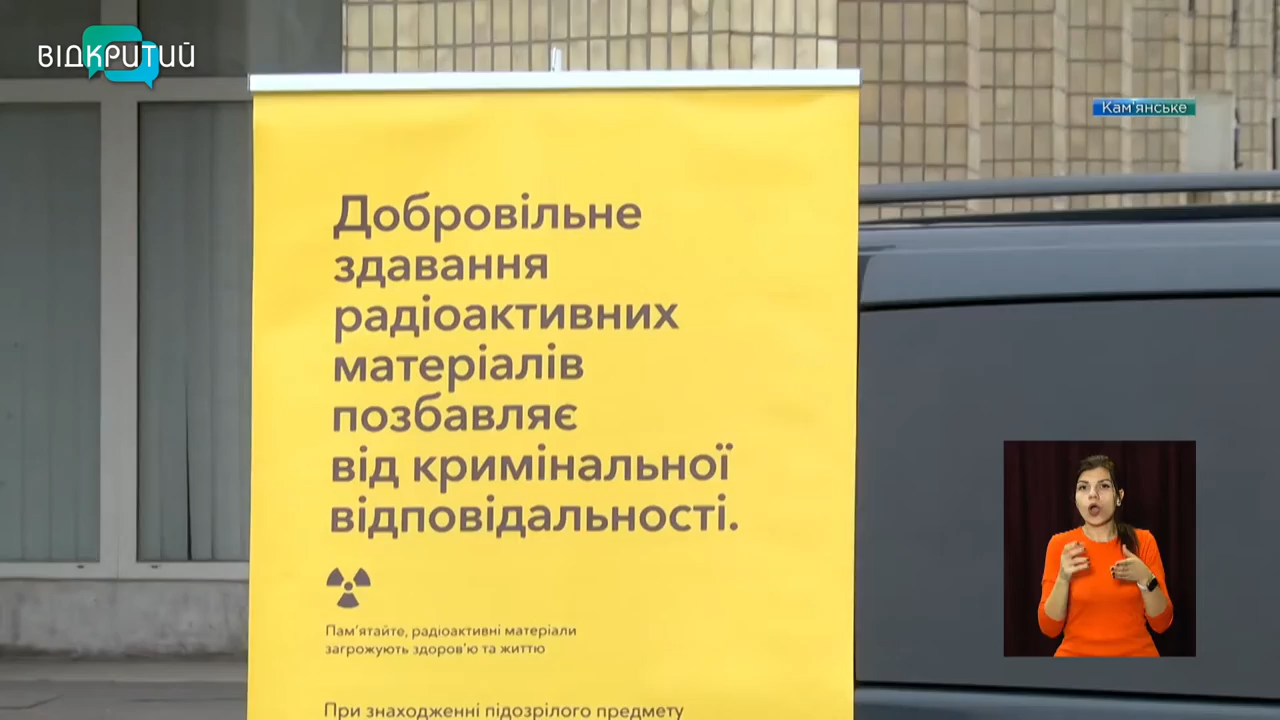 ВІДКРИТИЙ
Кам'янське
Добровільне
здавання
радіоактивних
матеріалів
позбавляє
від кримінальної
відповідальності.
Пам'ятайте, радіоактивні матеріали
загрожують здоров'ю та життю
При знаходженні підозрілого предмету